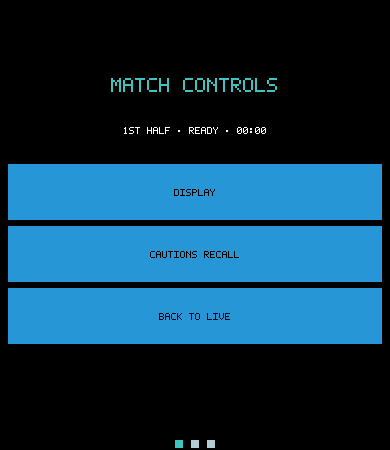 MATCH CONTROLS
1ST HALF · READY · 00:00
DISPLAY
CAUTIONS RECALL
BACK TO LIVE